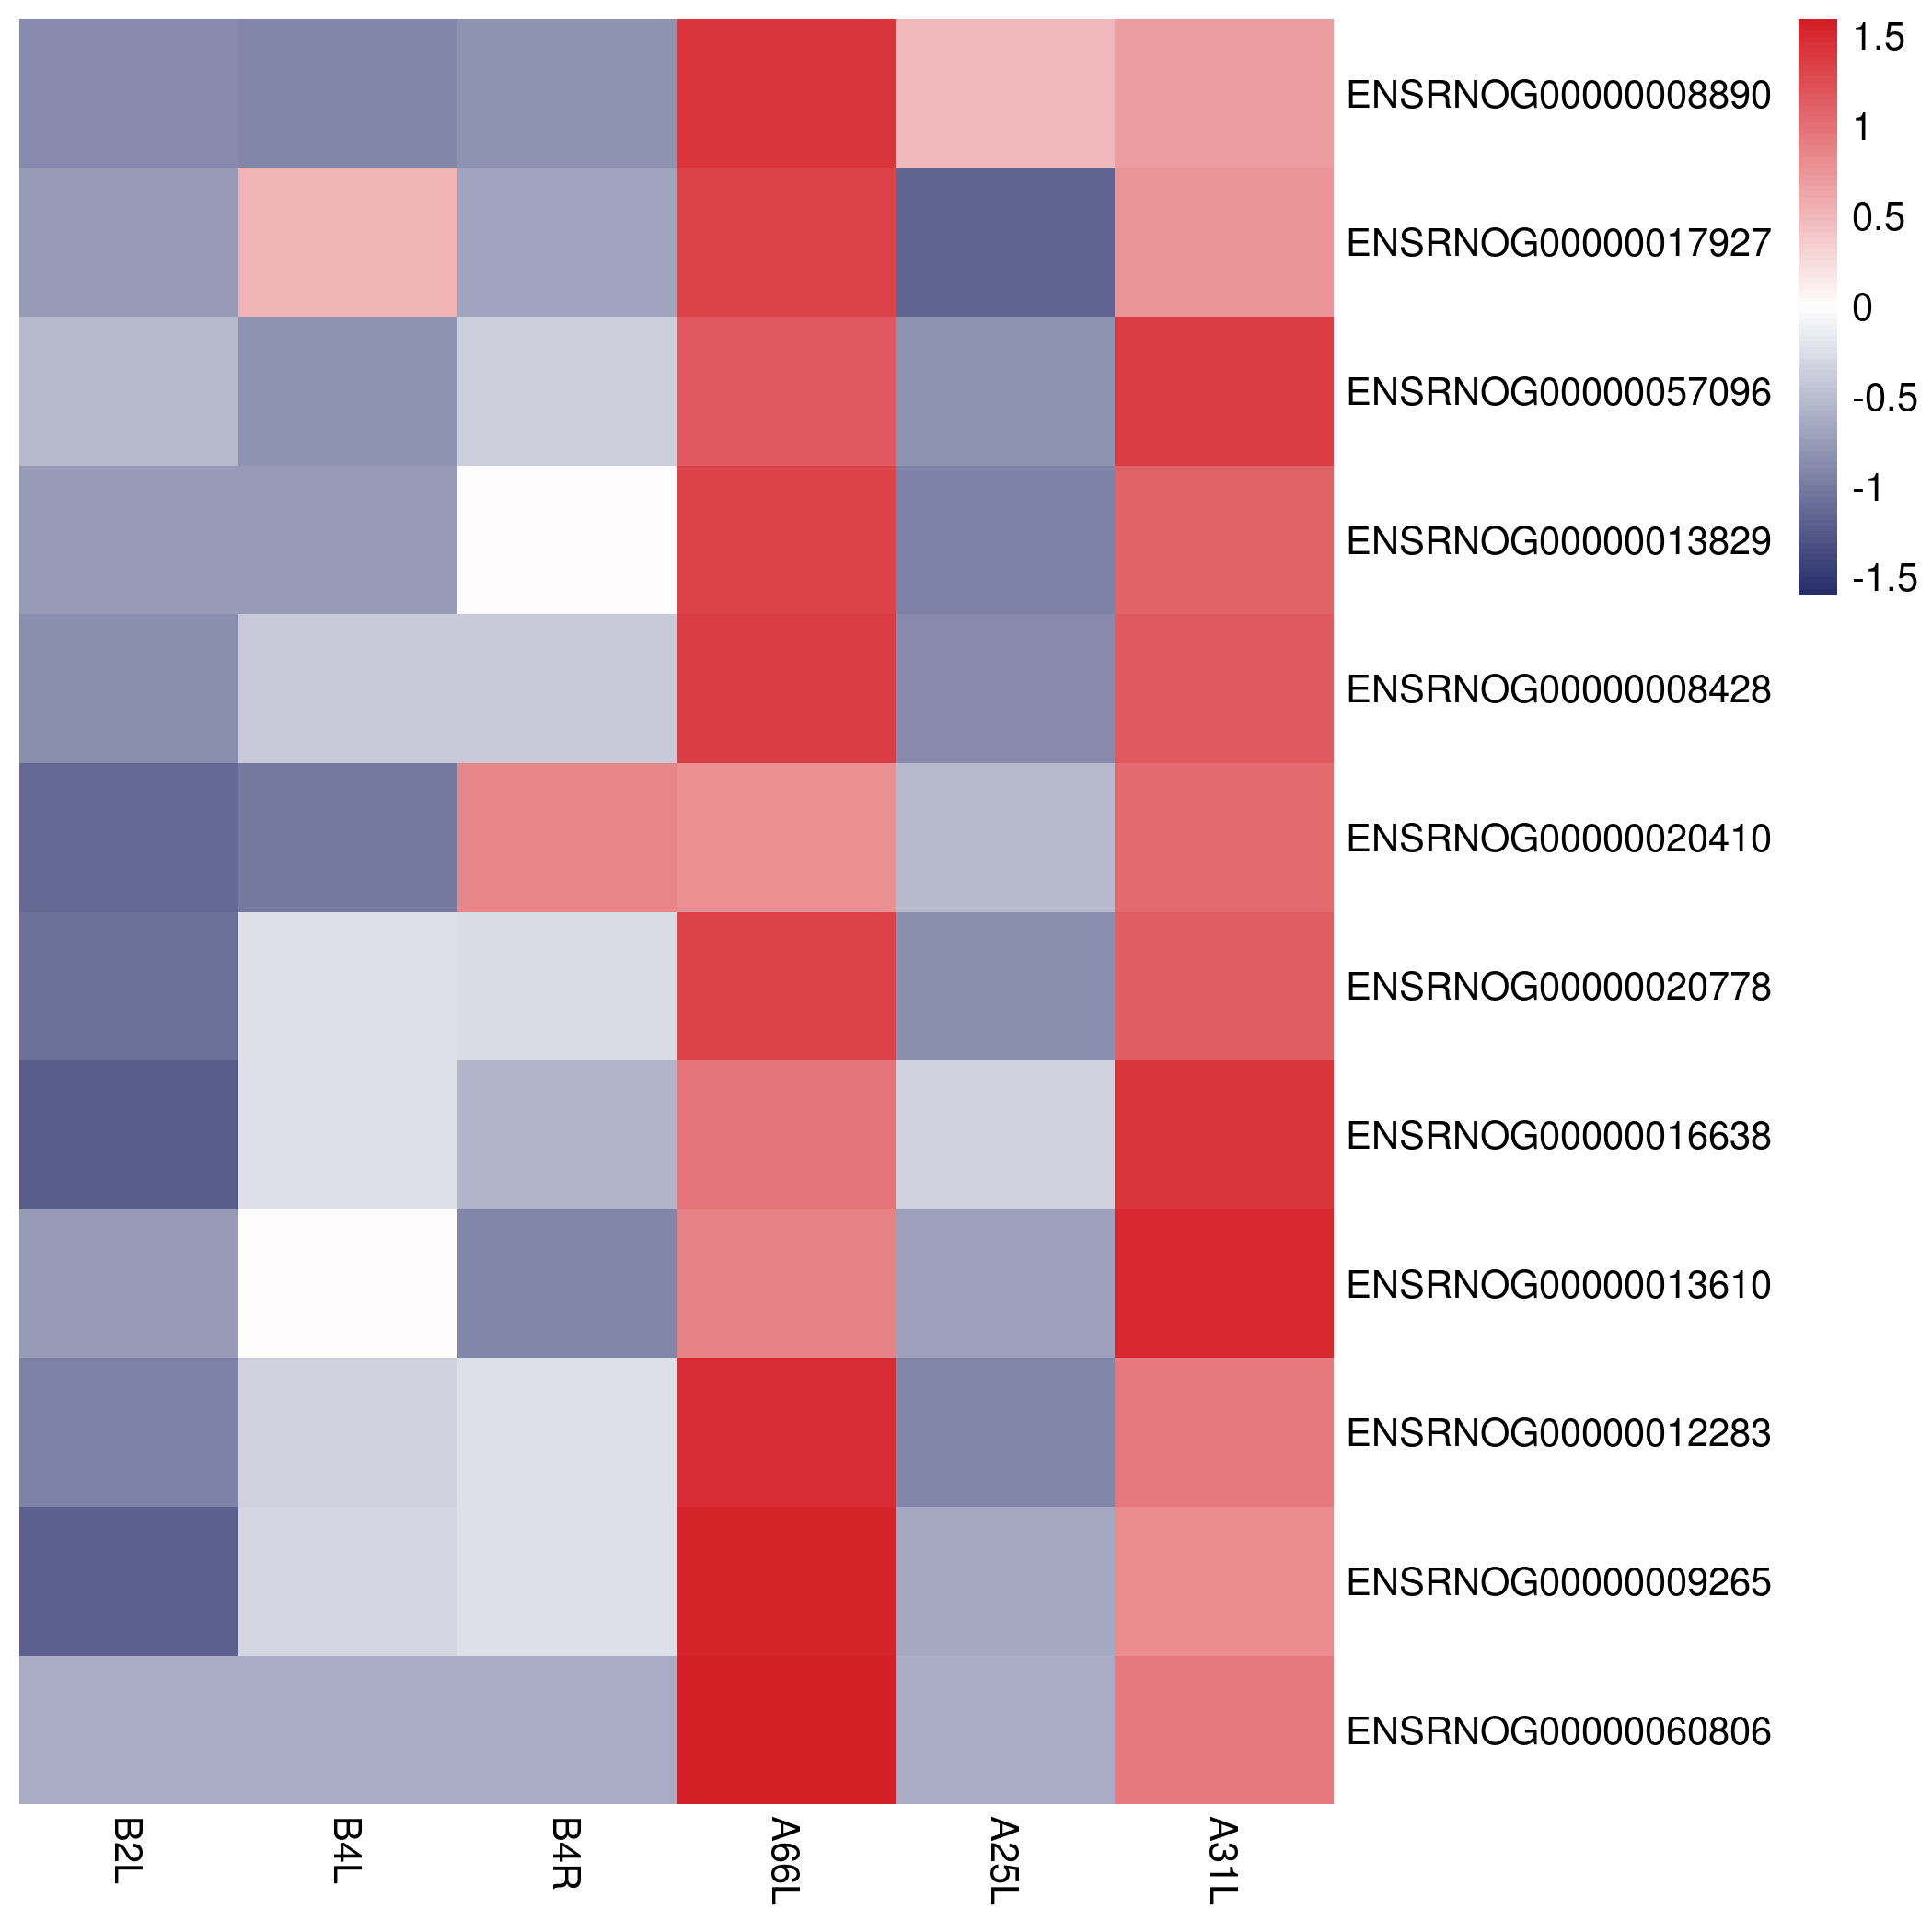 ENSRNOG00000008890
ENSRNOG00000017927
ENSRNOG00000057096
ENSRNOG00000013829
ENSRNOG00000008428
ENSRNOG00000020410
ENSRNOG00000020778
ENSRNOG00000016638
ENSRNOG00000013610
ENSRNOG00000012283
ENSRNOG00000009265
ENSRNOG00000060806
1.5
1
0.5
0
-0.5
-1
-1.5
B2L
B4L
B4R
A66L
A25L
A31L